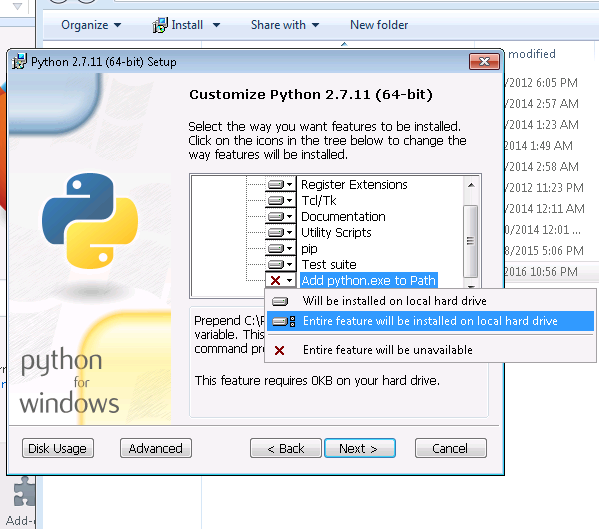 Organize
Install
Share with
New folder
modified
Python 2.7.11 (64-bit) Setup
/2012 6:05 PM
/2014 2:57 AM
/2014 1:23 AM
2014 1:49 AM
/2014 2:58 AM
/2012 11:23 PM
/2014 12:11 AM
0/2014 12:01 ...
8/2015 5:06 PM
2016 10:56 PM
Customize Python 2.7.11 (64-bit)
Select the way you want features to be installed.
Click on the icons in the tree below to change the
way features will be installed.
Register Extensions
Tcl/Tk
Documentation
Utility Scripts
pip
Test suite
Add python.exe to Path
Will be installed on local hard drive
Entire feature will be installed on local hard drive
Entire feature will be unavailable
Prepend C:\P
variable. This
command pr
This feature requires 0KB on your hard drive.
python
for
windows
Disk Usage
Advanced
< Back
Next >
Cancel
Add-